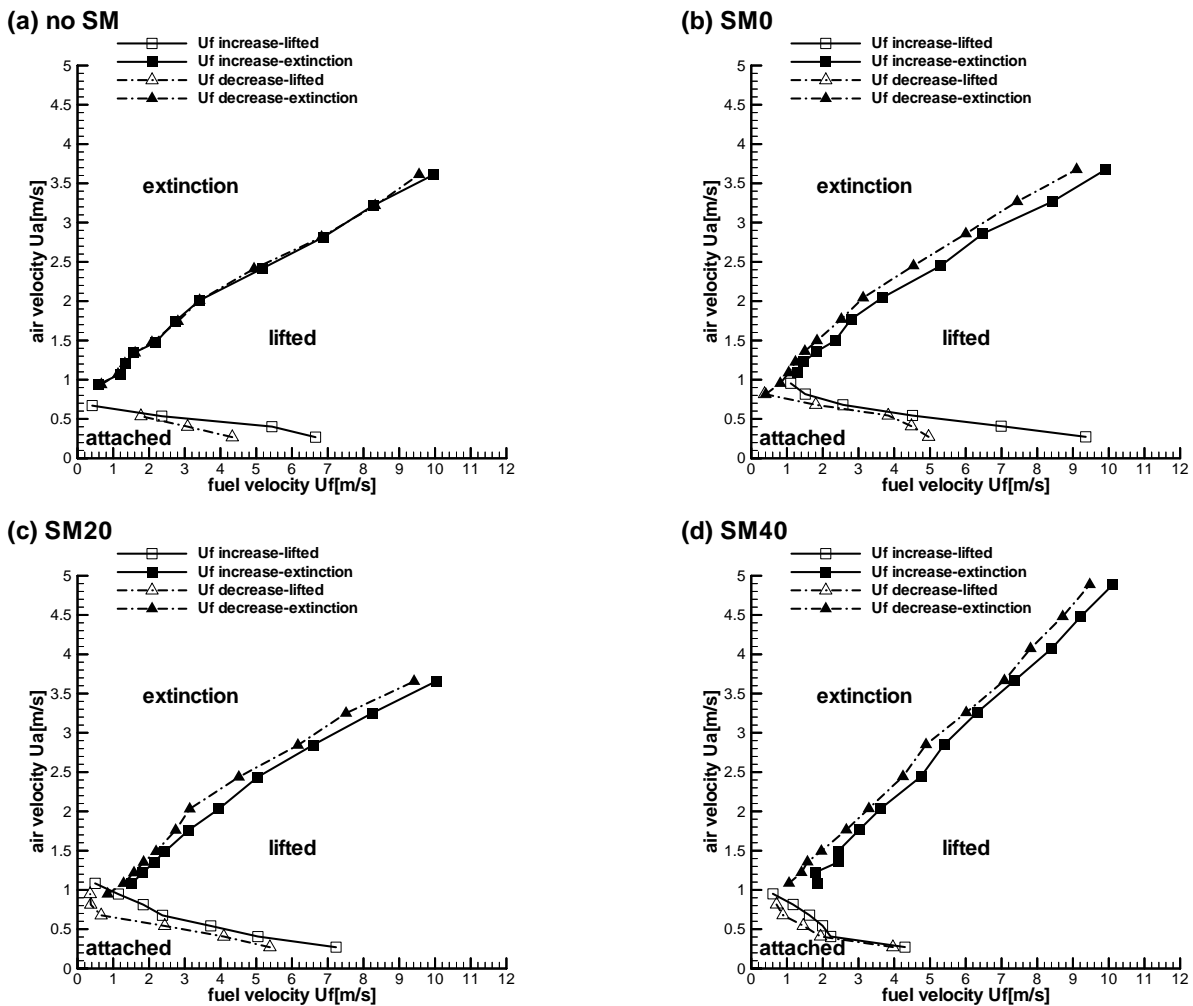 (a) no SM
Uf increase-lifted
Uf increase-extinction
Uf decrease-lifted
Uf decrease-extinction
5
4.5
4
3.5
3
2.5
2
1.5
1
0.5
0
air velocity Ua[m/s]
extinction
lifted
attached
0 1 2 3 4 5 6 7 8 9 10 11 12
fuel velocity Uf[m/s]
(b) SM0
Uf increase-lifted
Uf increase-extinction
Uf decrease-lifted
Uf decrease-extinction
5
4.5
4
3.5
3
2.5
2
1.5
1
0.5
0
air velocity Ua[m/s]
extinction
lifted
attached
0 1 2 3 4 5 6 7 8 9 10 11 12
fuel velocity Uf[m/s]
(c) SM20
Uf increase-lifted
Uf increase-extinction
Uf decrease-lifted
Uf decrease-extinction
5
4.5
4
3.5
3
2.5
2
1.5
1
0.5
0
air velocity Ua[m/s]
extinction
lifted
attached
0 1 2 3 4 5 6 7 8 9 10 11 12
fuel velocity Uf[m/s]
(d) SM40
Uf increase-lifted
Uf increase-extinction
Uf decrease-lifted
Uf decrease-extinction
5
4.5
4
3.5
3
2.5
2
1.5
1
0.5
0
air velocity Ua[m/s]
extinction
lifted
attached
0 1 2 3 4 5 6 7 8 9 10 11 12
fuel velocity Uf[m/s]